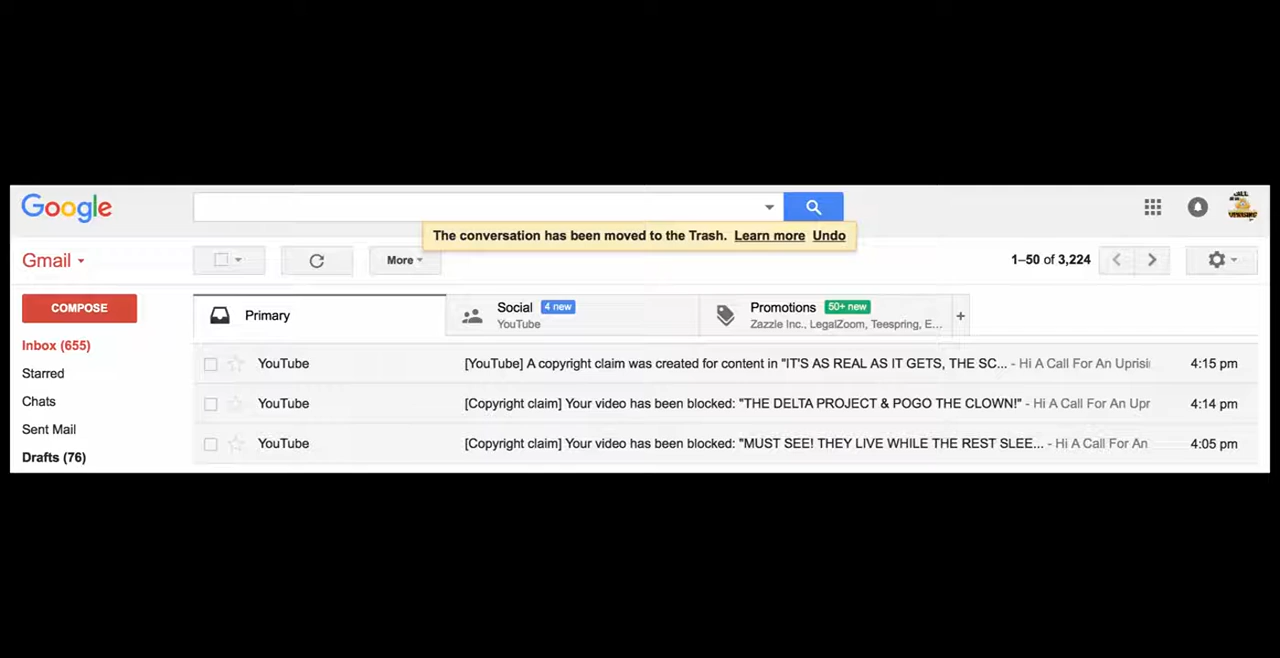 Google
The conversation has been moved to the Trash. Learn more Undo
Gmail
More
1–50 of 3,224
COMPOSE
Primary
Social 4 new
YouTube
Promotions 50+ new
Zazzle Inc., LegalZoom, Teespring, E...
+
Inbox (655)
Starred
Chats
Sent Mail
Drafts (76)
YouTube [YouTube] A copyright claim was created for content in "IT'S AS REAL AS IT GETS, THE SC... - Hi A Call For An Uprisi 4:15 pm
YouTube [Copyright claim] Your video has been blocked: "THE DELTA PROJECT & POGO THE CLOWN!" - Hi A Call For An Upr 4:14 pm
YouTube [Copyright claim] Your video has been blocked: "MUST SEE! THEY LIVE WHILE THE REST SLEE... - Hi A Call For An 4:05 pm